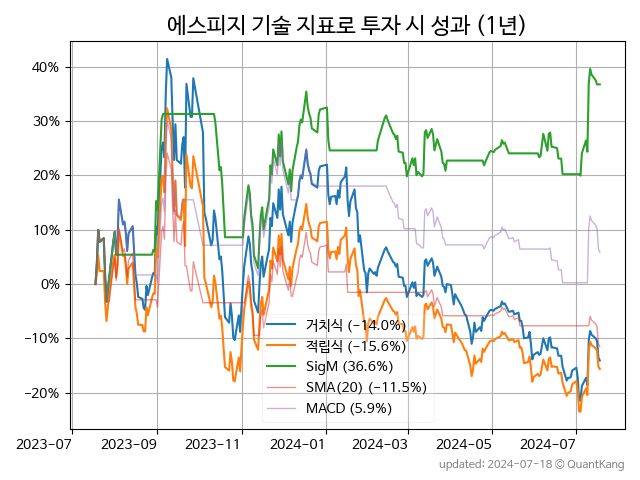 에스피지 기술 지표로 투자 시 성과 (1년)
40%
30%
20%
10%
0%
−10%
−20%
거치식 (−14.0%)
적립식 (−15.6%)
SigM (36.6%)
SMA(20) (−11.5%)
MACD (5.9%)
2023-07
2023-09
2023-11
2024-01
2024-03
2024-05
2024-07
updated: 2024-07-18 © QuantKang